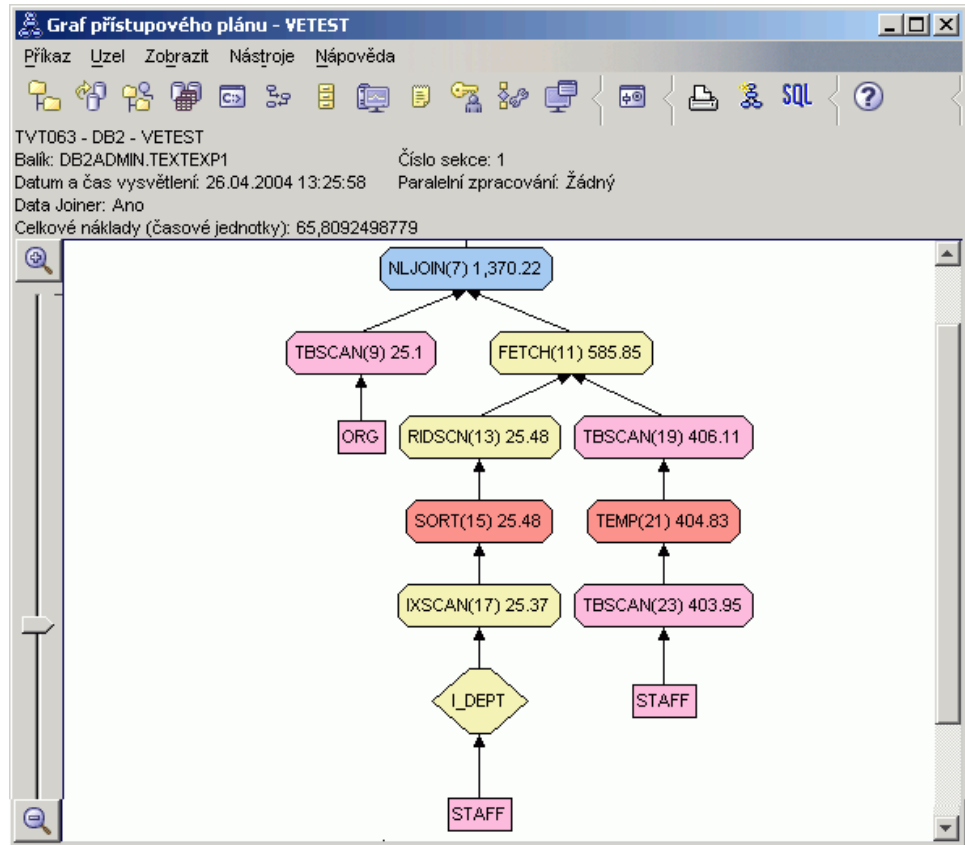 Graf přístupového plánu - VETEST
Příkaz Uzel Zobrazit Nástroje Nápověda
SQL
TVT063 - DB2 - VETEST
Balík: DB2ADMIN.TEXTEXP1 Číslo sekce: 1
Datum a čas vysvětlení: 26.04.2004 13:25:58 Paralelní zpracování: Žádný
Data Joiner: Ano
Celkové náklady (časové jednotky): 65,8092498779
NLJOIN(7) 1,370.22
TBSCAN(9) 25.1 FETCH(11) 585.85
ORG RIDSCN(13) 25.48 TBSCAN(19) 406.11
SORT(15) 25.48 TEMP(21) 404.83
IXSCAN(17) 25.37 TBSCAN(23) 403.95
I_DEPT STAFF
STAFF